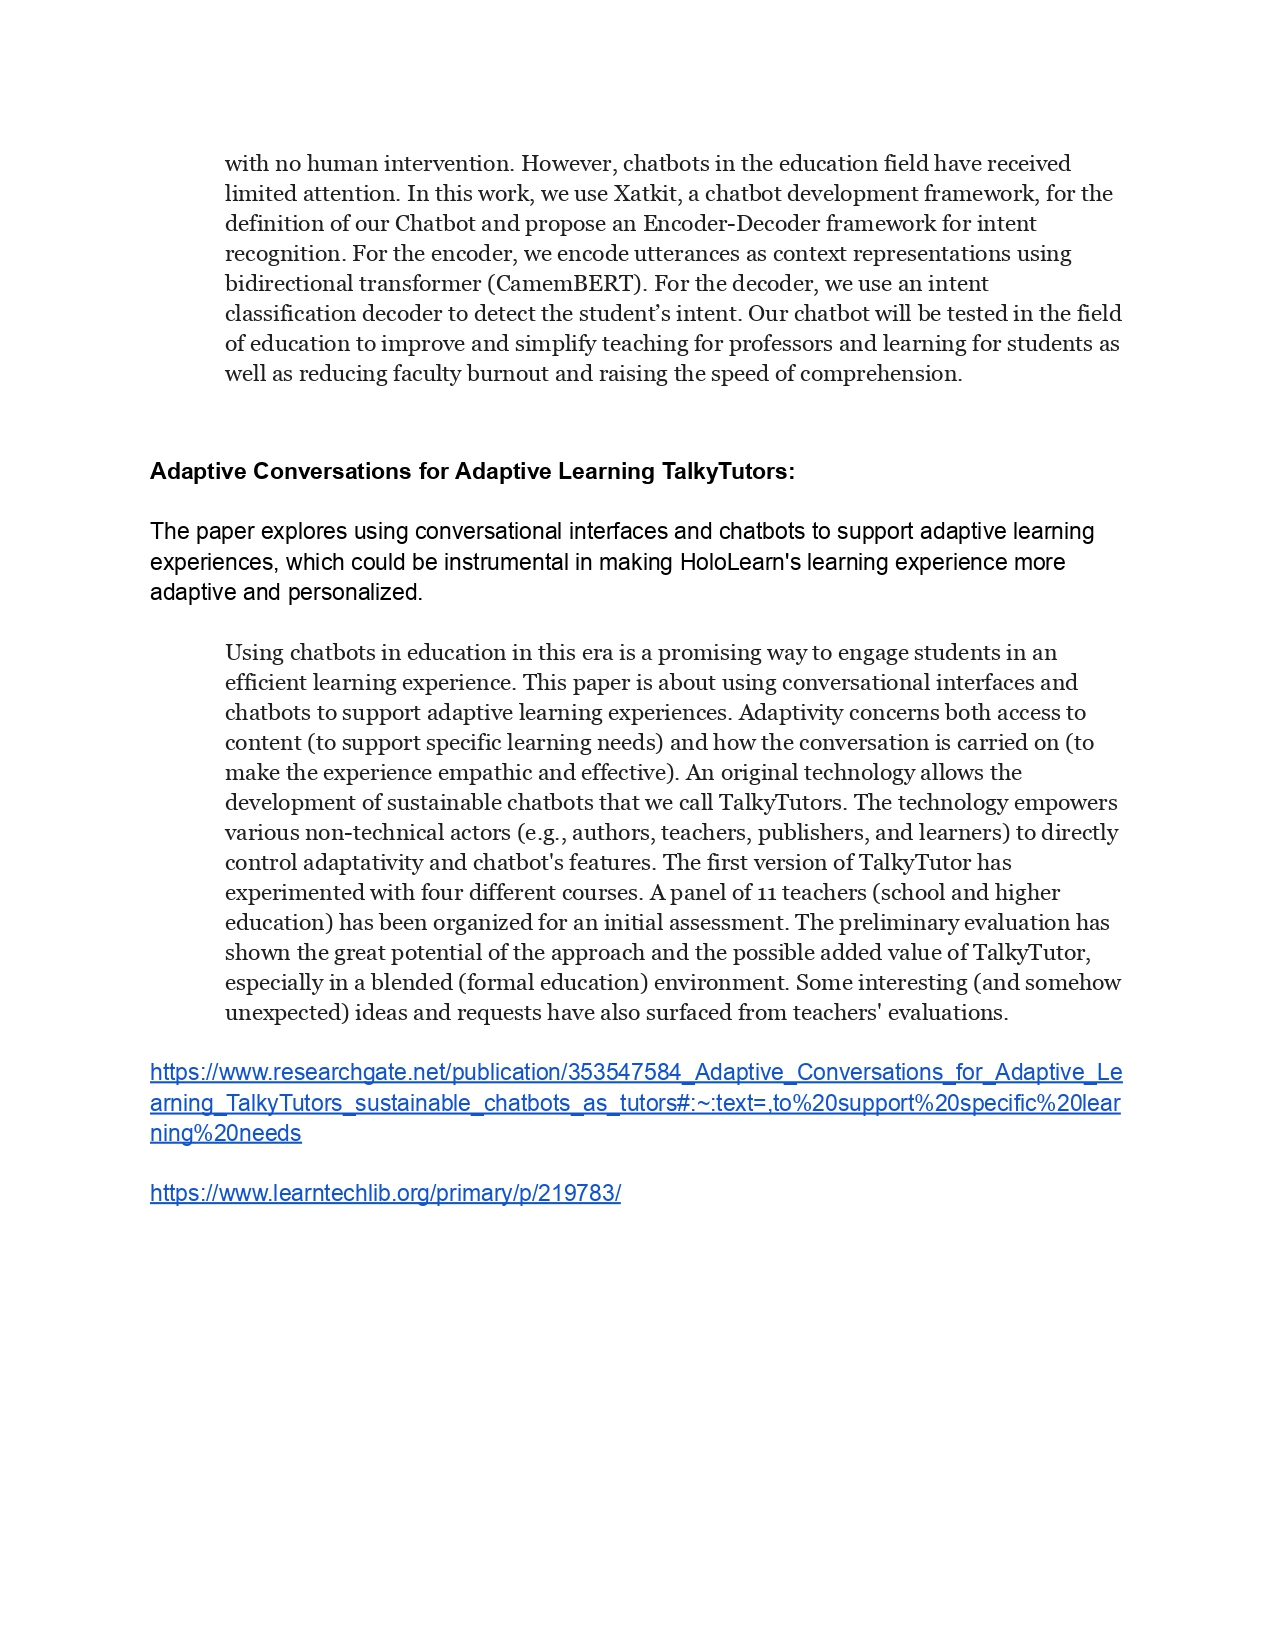 with no human intervention. However, chatbots in the education field have received
limited attention. In this work, we use Xatkit, a chatbot development framework, for the
definition of our Chatbot and propose an Encoder-Decoder framework for intent
recognition. For the encoder, we encode utterances as context representations using
bidirectional transformer (CamemBERT). For the decoder, we use an intent
classification decoder to detect the student’s intent. Our chatbot will be tested in the field
of education to improve and simplify teaching for professors and learning for students as
well as reducing faculty burnout and raising the speed of comprehension.
Adaptive Conversations for Adaptive Learning TalkyTutors:
The paper explores using conversational interfaces and chatbots to support adaptive learning
experiences, which could be instrumental in making HoloLearn's learning experience more
adaptive and personalized.
Using chatbots in education in this era is a promising way to engage students in an
efficient learning experience. This paper is about using conversational interfaces and
chatbots to support adaptive learning experiences. Adaptivity concerns both access to
content (to support specific learning needs) and how the conversation is carried on (to
make the experience empathic and effective). An original technology allows the
development of sustainable chatbots that we call TalkyTutors. The technology empowers
various non-technical actors (e.g., authors, teachers, publishers, and learners) to directly
control adaptativity and chatbot's features. The first version of TalkyTutor has
experimented with four different courses. A panel of 11 teachers (school and higher
education) has been organized for an initial assessment. The preliminary evaluation has
shown the great potential of the approach and the possible added value of TalkyTutor,
especially in a blended (formal education) environment. Some interesting (and somehow
unexpected) ideas and requests have also surfaced from teachers' evaluations.
https://www.researchgate.net/publication/353547584_Adaptive_Conversations_for_Adaptive_Le
arning_TalkyTutors_sustainable_chatbots_as_tutors#:~:text=,to%20support%20specific%20lear
ning%20needs
https://www.learntechlib.org/primary/p/219783/